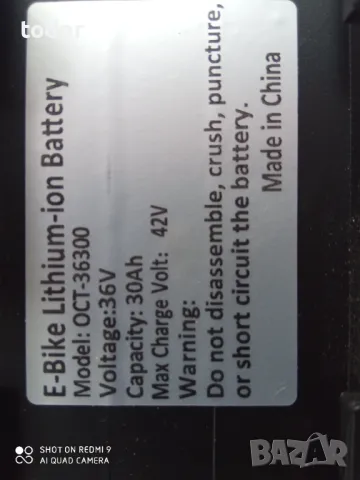 E-Bike Lithium-ion Battery
Model: OCT-36300
Voltage:36V
Capacity: 30Ah
Max Charge Volt: 42V
Warning:
Do not disassemble, crush, puncture,
or short circuit the battery.
Made in China
SHOT ON REDMI 9
AI QUAD CAMERA
BAZAR